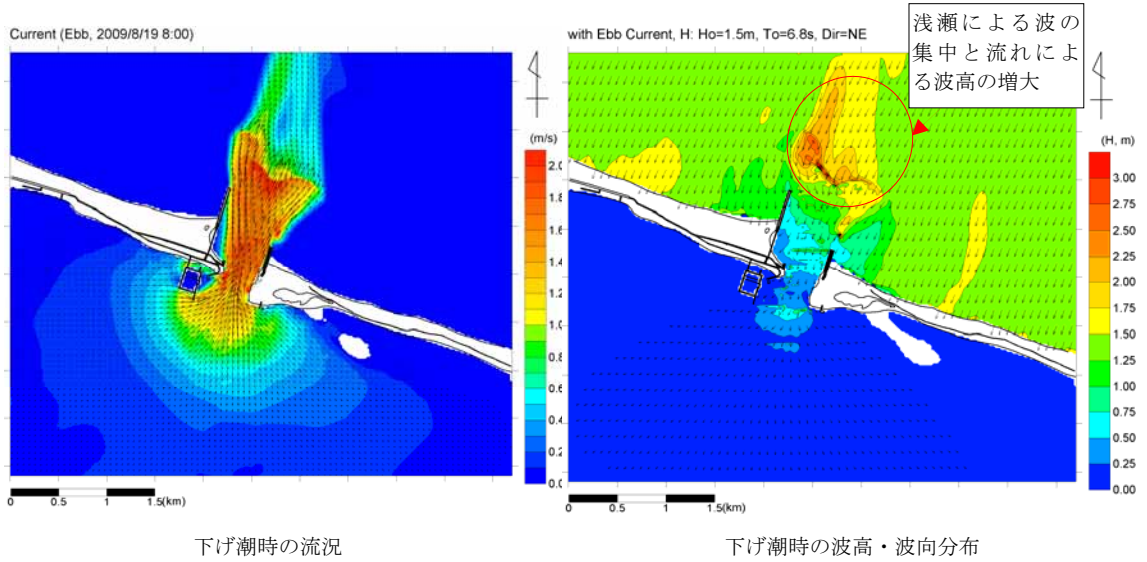 Current (Ebb, 2009/8/19 8:00)
(m/s)
2.0
1.8
1.6
1.4
1.2
1.0
0.8
0.6
0.4
0.2
0.0
0 0.5 1 1.5(km)
下げ潮時の流況
with Ebb Current, H: Ho=1.5m, To=6.8s, Dir=NE
浅瀬による波の
集中と流れによ
る波高の増大
(H, m)
3.00
2.75
2.50
2.25
2.00
1.75
1.50
1.25
1.00
0.75
0.50
0.25
0.00
0 0.5 1 1.5(km)
下げ潮時の波高・波向分布